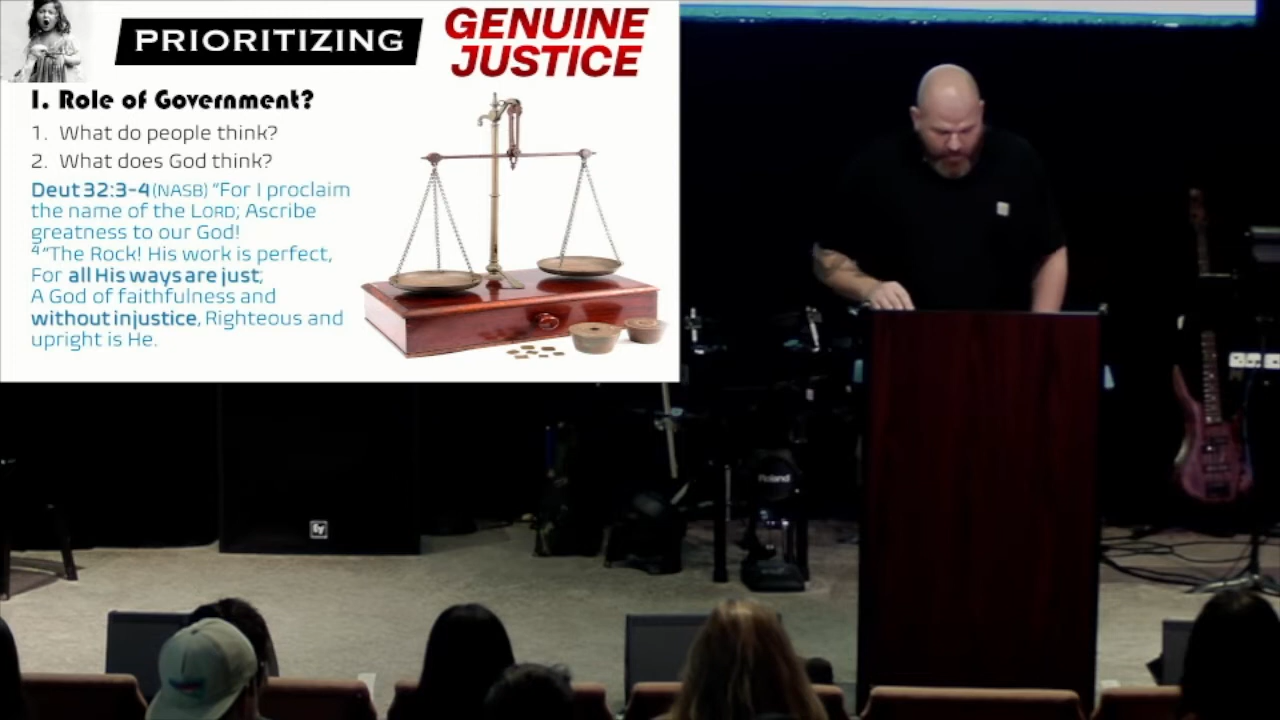 PRIORITIZING
GENUINE
JUSTICE
I. Role of Government?
1. What do people think?
2. What does God think?
Deut 32:3-4 (NASB) “For I proclaim
the name of the LORD; Ascribe
greatness to our God!
4 “The Rock! His work is perfect,
For all His ways are just;
A God of faithfulness and
without injustice, Righteous and
upright is He.
Roland
EV